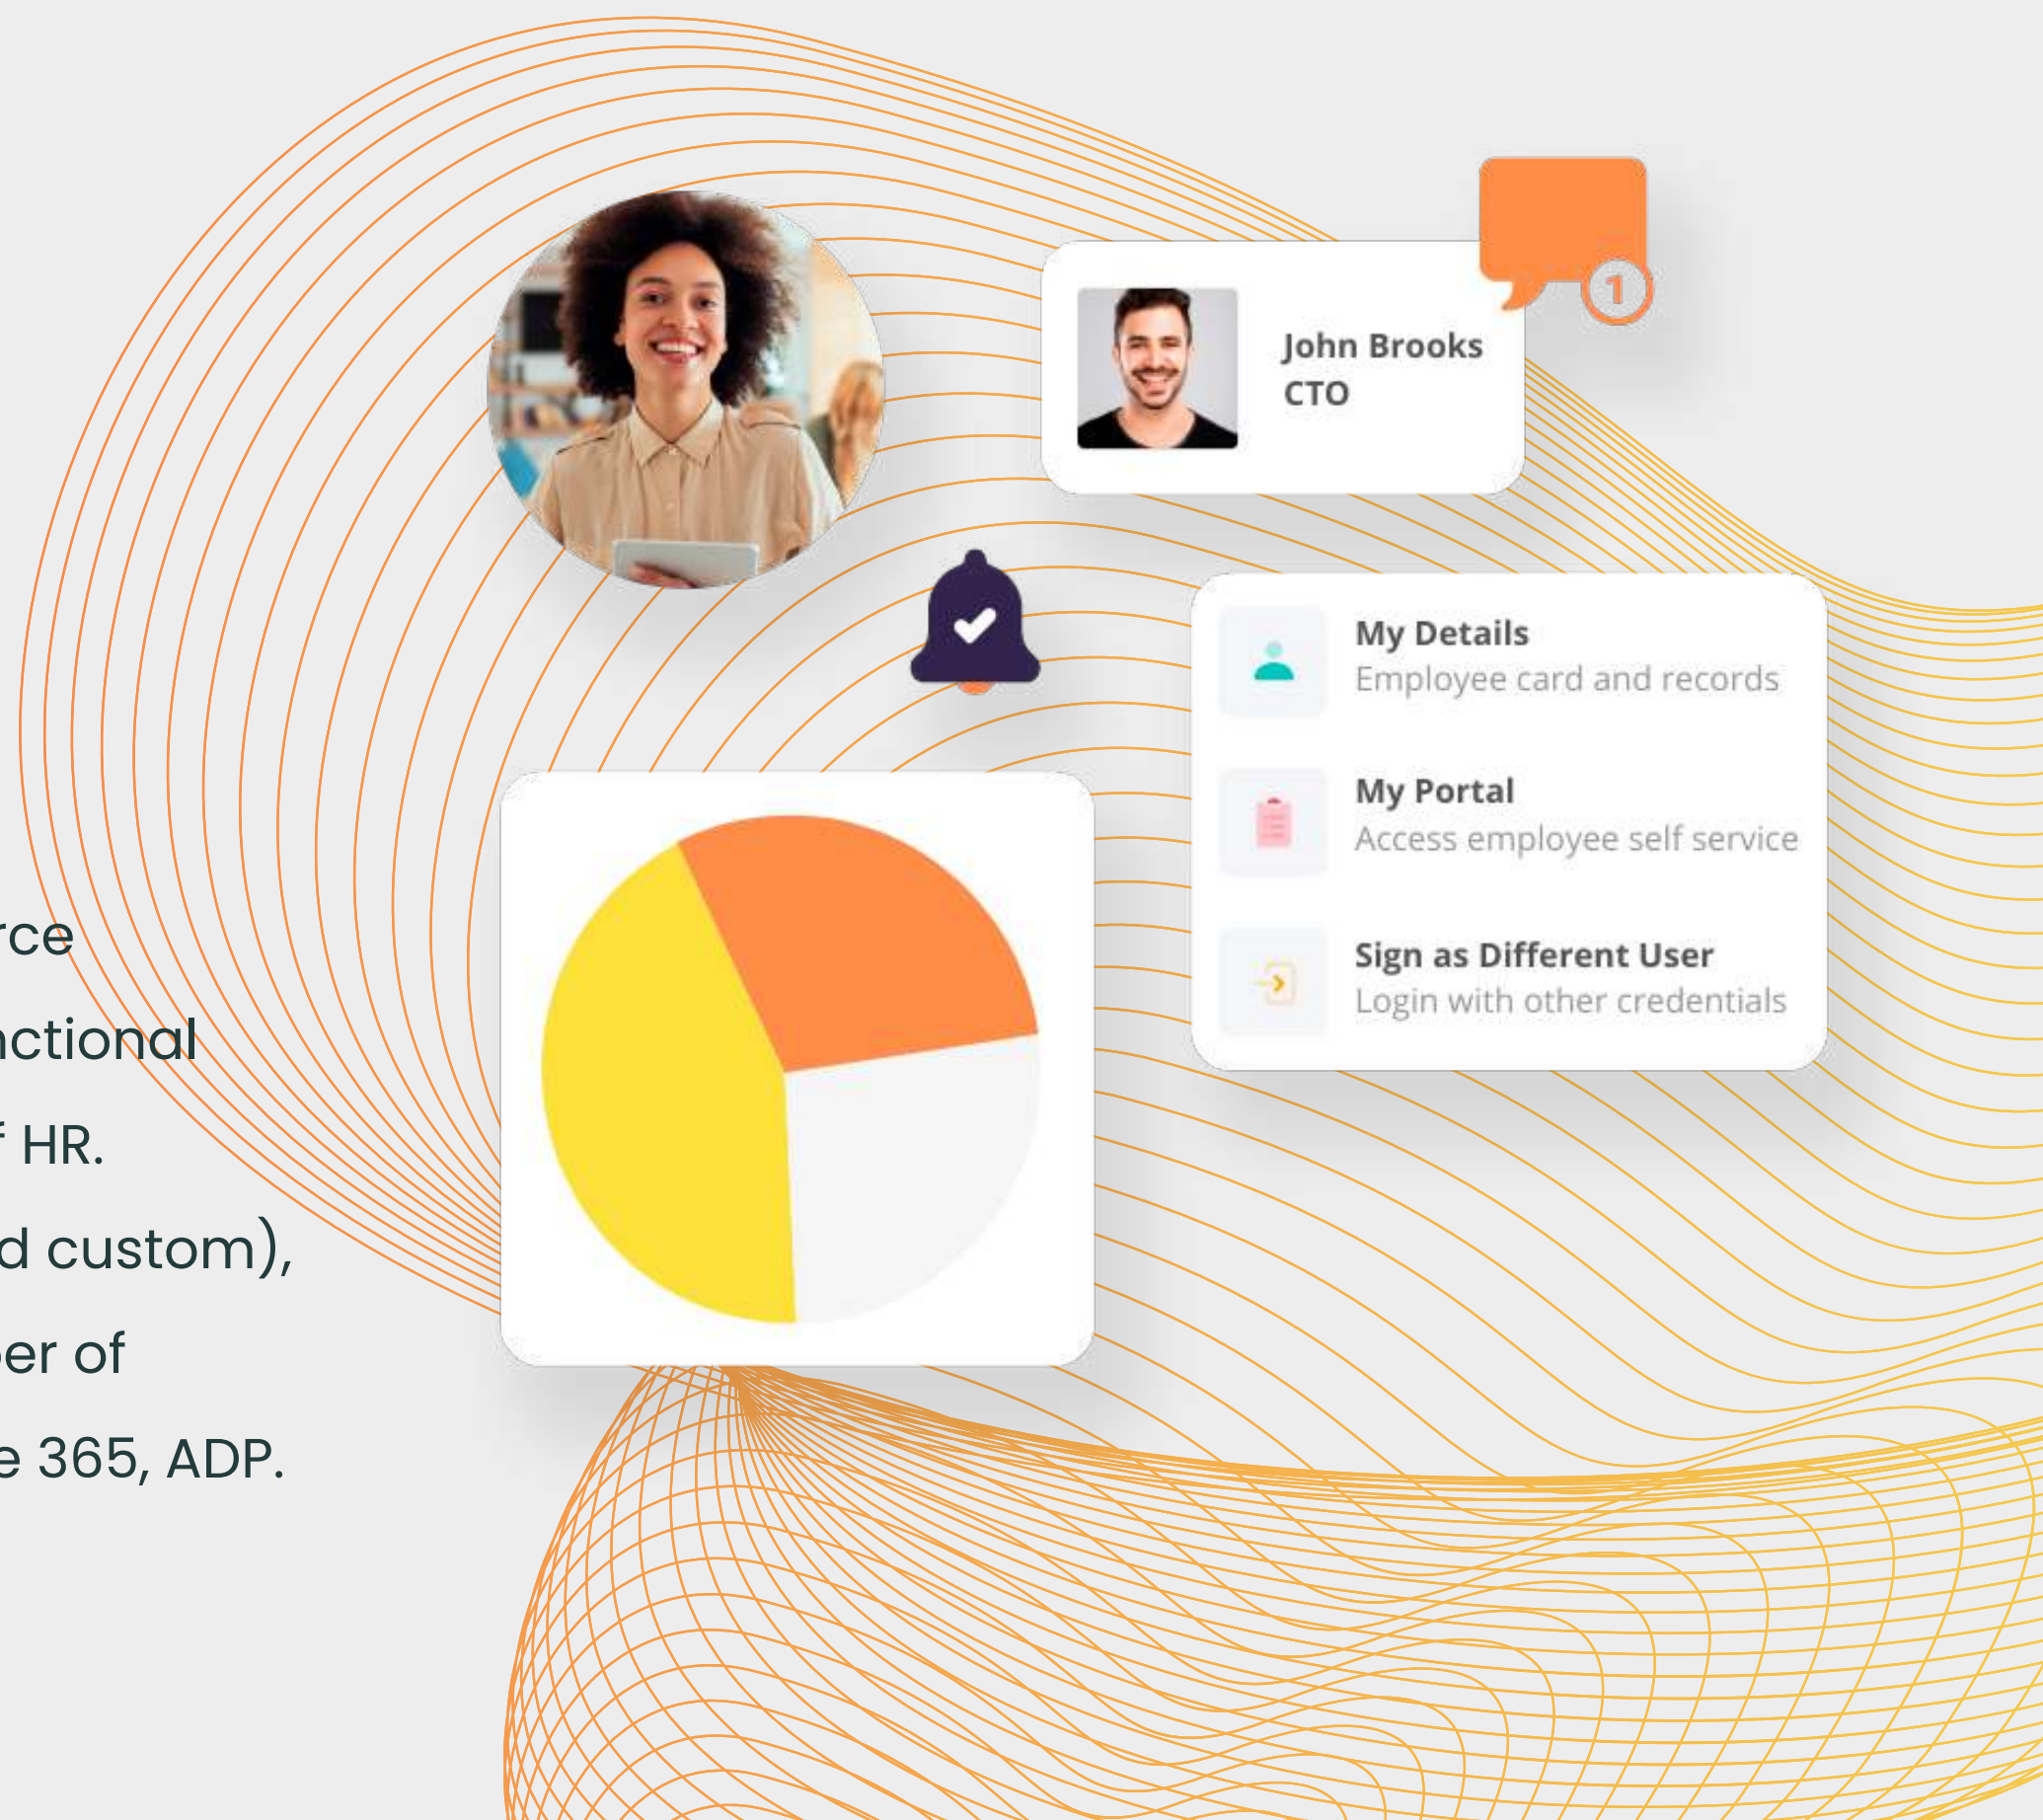 rce
nctional
f HR.
d custom),
er of
e 365, ADP.
John Brooks
CTO
1
My Details
Employee card and records
My Portal
Access employee self service
Sign as Different User
Login with other credentials